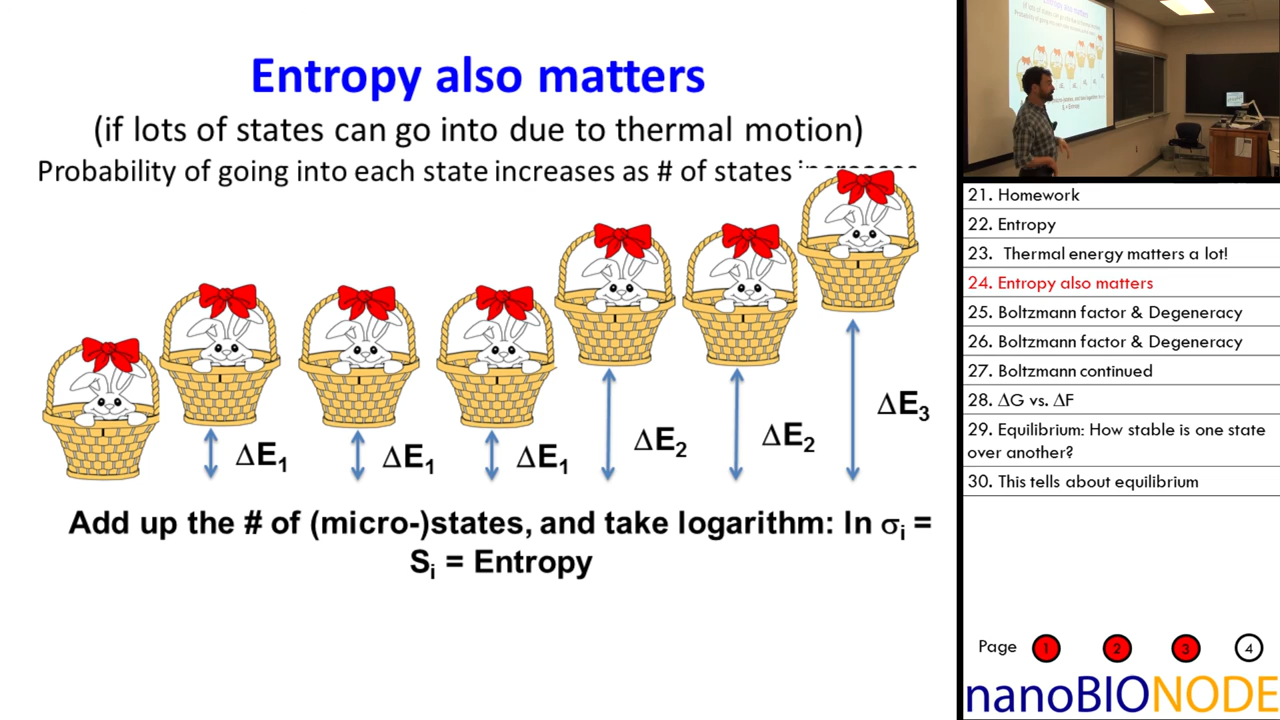 Entropy also matters
(if lots of states can go into due to thermal motion)
Probability of going into each state increases as # of states
ΔE1
ΔE1
ΔE1
ΔE2
ΔE2
ΔE3
Add up the # of (micro-)states, and take logarithm: ln σi =
Si = Entropy
21. Homework
22. Entropy
23. Thermal energy matters a lot!
24. Entropy also matters
25. Boltzmann factor & Degeneracy
26. Boltzmann factor & Degeneracy
27. Boltzmann continued
28. ΔG vs. ΔF
29. Equilibrium: How stable is one state
over another?
30. This tells about equilibrium
Page 1 2 3 4
nanoBIONODE